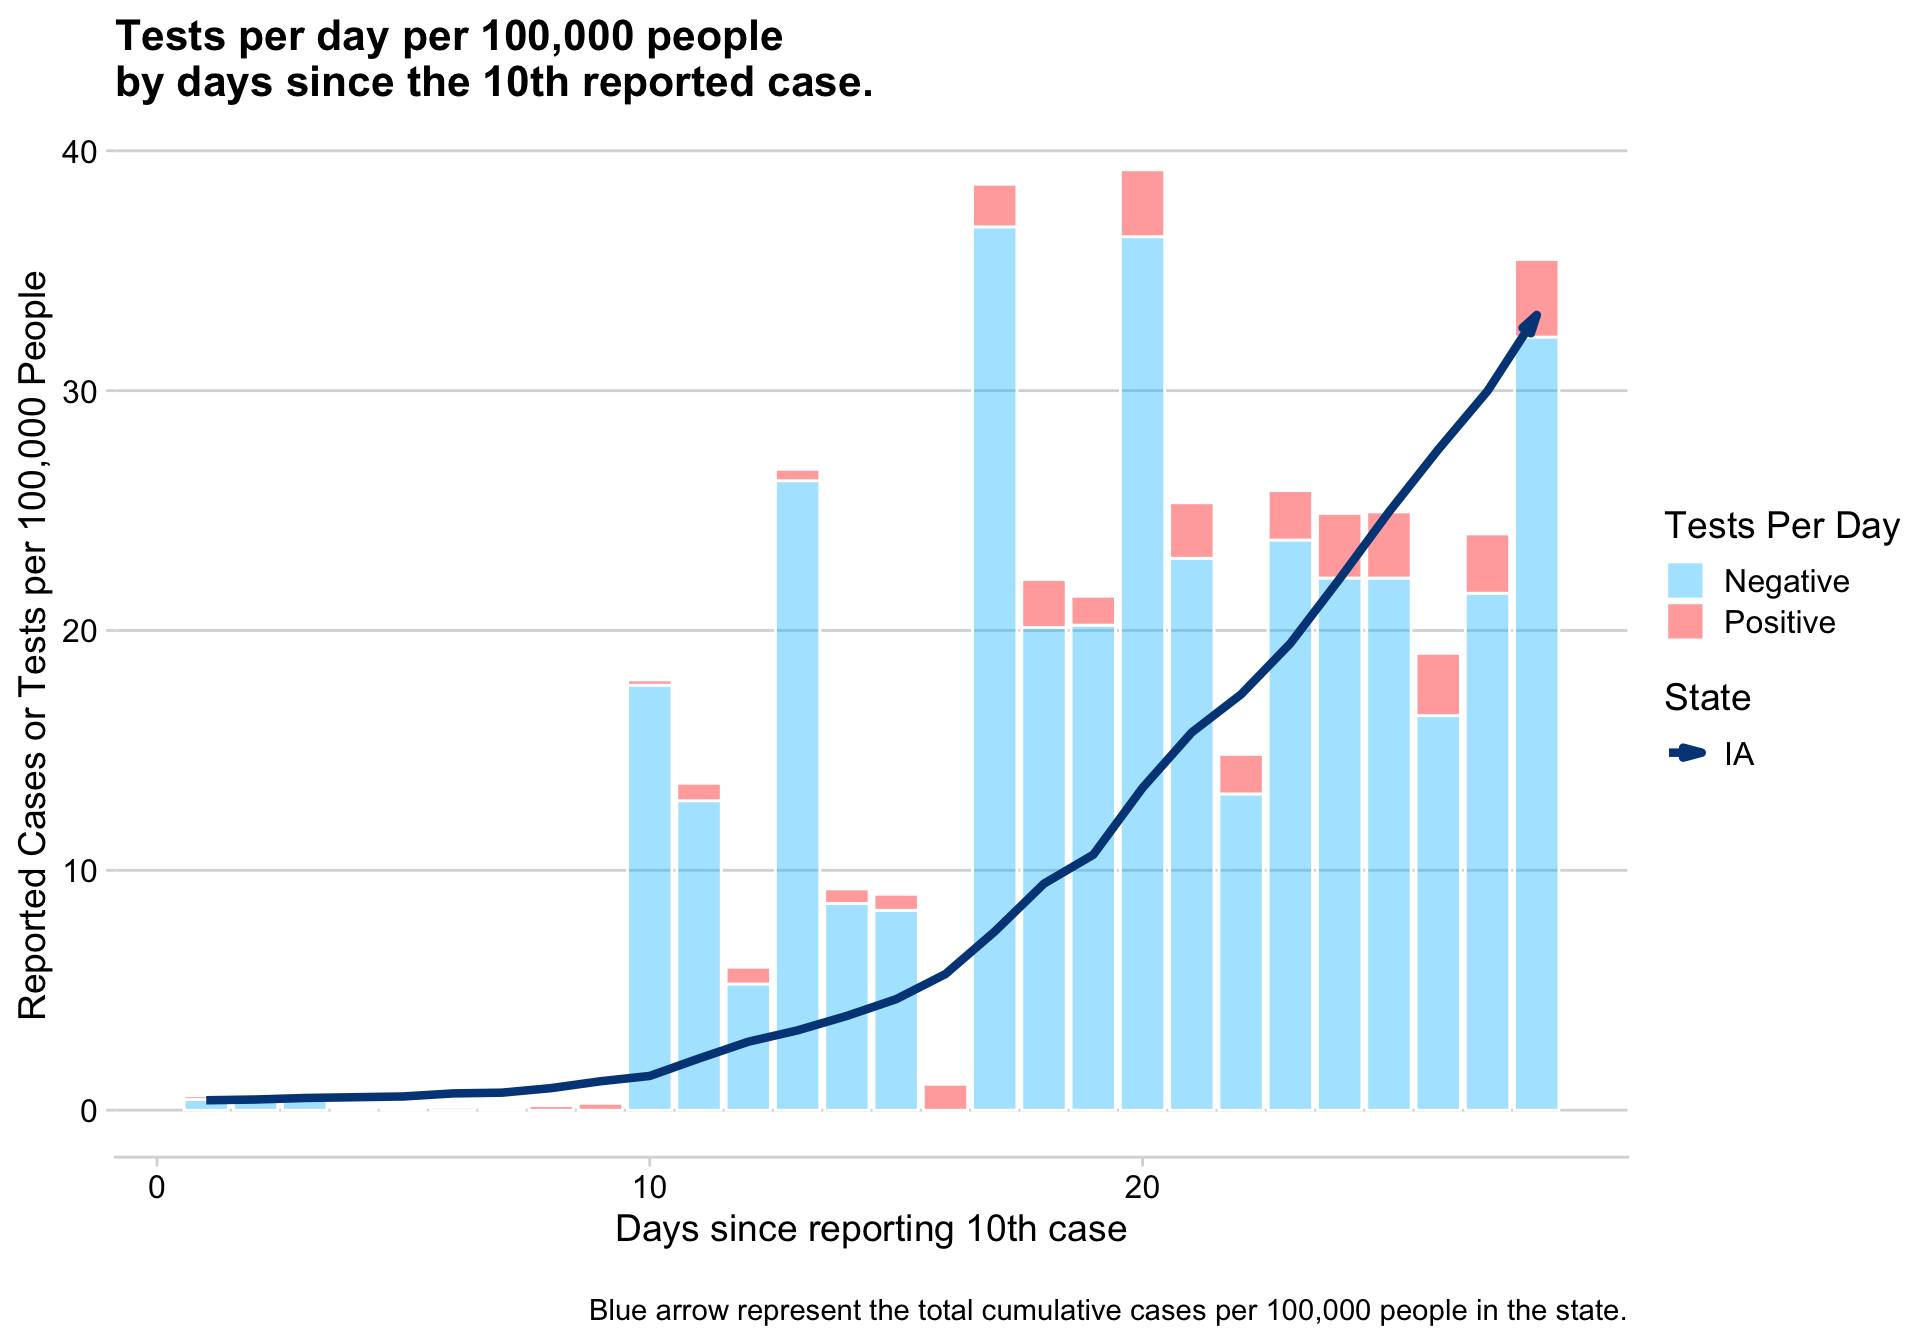 Tests per day per 100,000 people
by days since the 10th reported case.
Reported Cases or Tests per 100,000 People
40
30
20
10
0
0
10
20
Days since reporting 10th case
Tests Per Day
Negative
Positive
State
IA
Blue arrow represent the total cumulative cases per 100,000 people in the state.